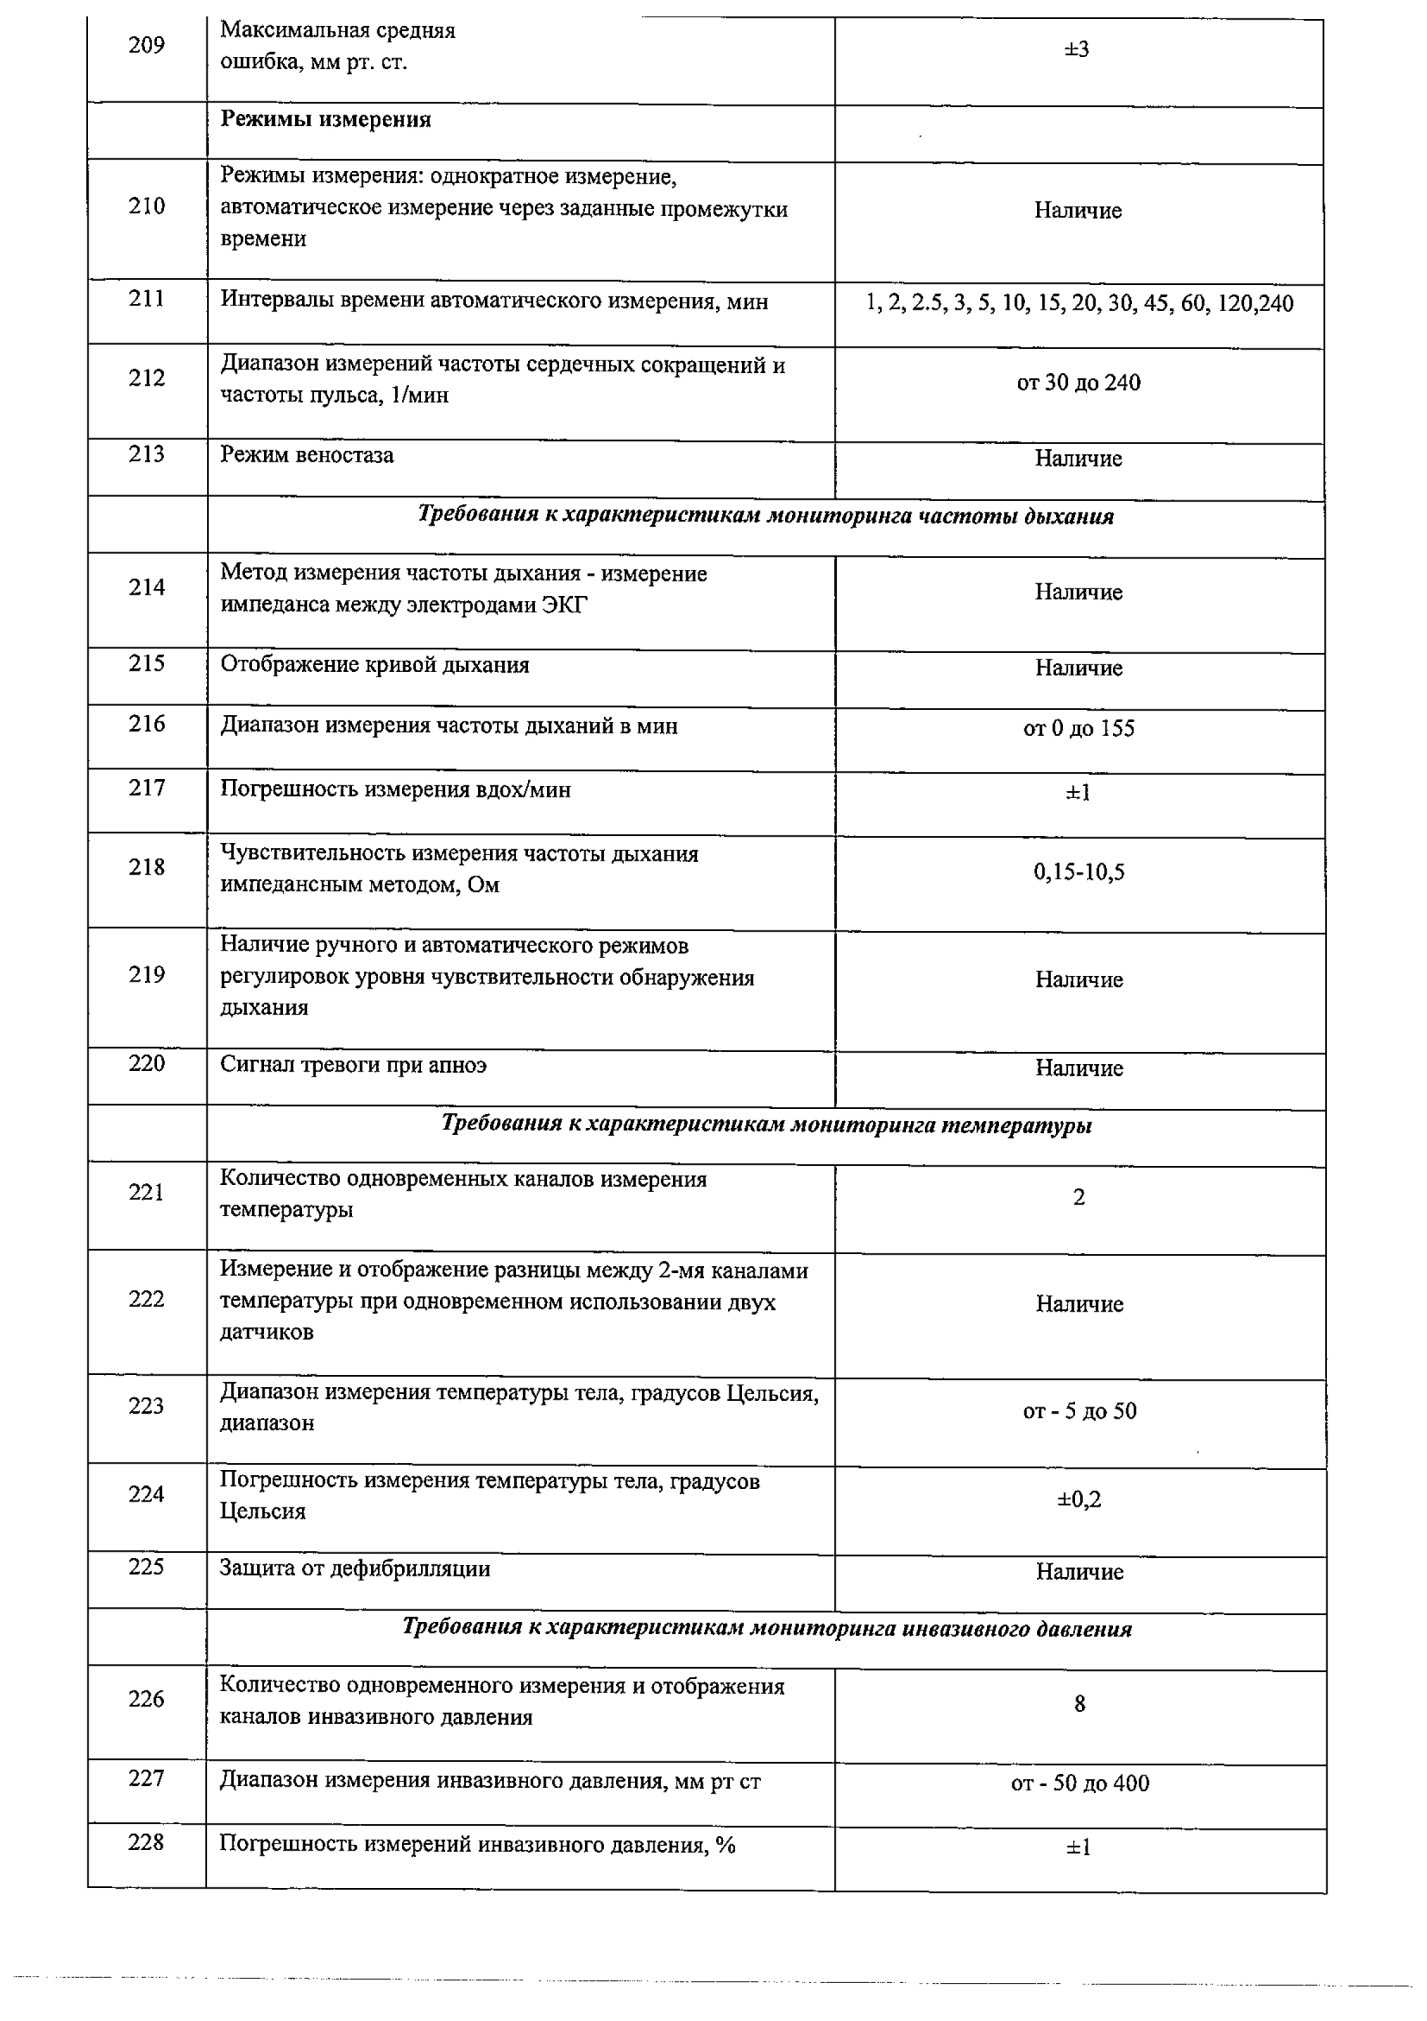 209
Максимальная средняя
ошибка, мм рт. ст.
±3
Режимы измерения
210
Режимы измерения: однократное измерение,
автоматическое измерение через заданные промежутки
времени
Наличие
211
Интервалы времени автоматического измерения, мин
1, 2, 2.5, 3, 5, 10, 15, 20, 30, 45, 60, 120,240
212
Диапазон измерений частоты сердечных сокращений и
частоты пульса, 1/мин
от 30 до 240
213
Режим веностаза
Наличие
Требования к характеристикам мониторинга частоты дыхания
214
Метод измерения частоты дыхания - измерение
импеданса между электродами ЭКГ
Наличие
215
Отображение кривой дыхания
Наличие
216
Диапазон измерения частоты дыханий в мин
от 0 до 155
217
Погрешность измерения вдох/мин
±1
218
Чувствительность измерения частоты дыхания
импедансным методом, Ом
0,15-10,5
219
Наличие ручного и автоматического режимов
регулировок уровня чувствительности обнаружения
дыхания
Наличие
220
Сигнал тревоги при апноэ
Наличие
Требования к характеристикам мониторинга температуры
221
Количество одновременных каналов измерения
температуры
2
222
Измерение и отображение разницы между 2-мя каналами
температуры при одновременном использовании двух
датчиков
Наличие
223
Диапазон измерения температуры тела, градусов Цельсия,
диапазон
от - 5 до 50
224
Погрешность измерения температуры тела, градусов
Цельсия
±0,2
225
Защита от дефибрилляции
Наличие
Требования к характеристикам мониторинга инвазивного давления
226
Количество одновременного измерения и отображения
каналов инвазивного давления
8
227
Диапазон измерения инвазивного давления, мм рт ст
от - 50 до 400
228
Погрешность измерений инвазивного давления, %
±1